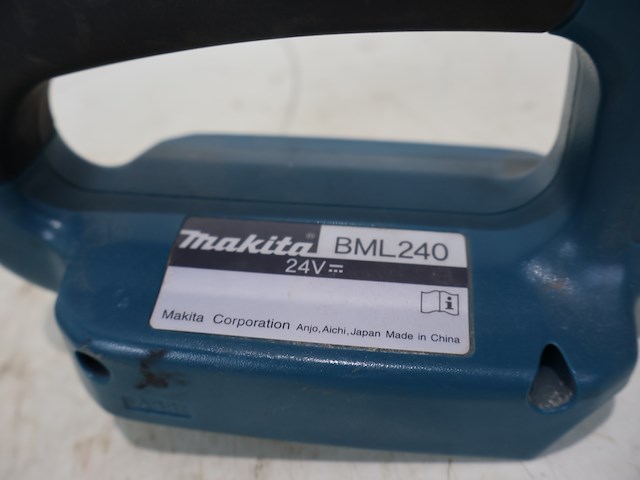 makita® BML240
24V⎓
i
Makita Corporation Anjo,Aichi,Japan Made in China